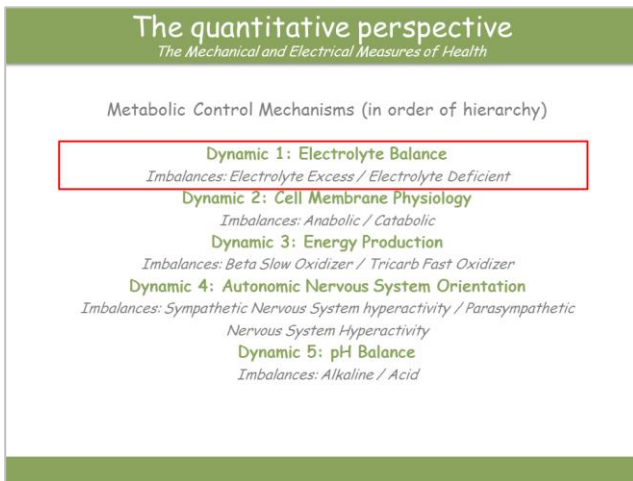 The quantitative perspective
The Mechanical and Electrical Measures of Health
Metabolic Control Mechanisms (in order of hierarchy)
Dynamic 1: Electrolyte Balance
Imbalances: Electrolyte Excess / Electrolyte Deficient
Dynamic 2: Cell Membrane Physiology
Imbalances: Anabolic / Catabolic
Dynamic 3: Energy Production
Imbalances: Beta Slow Oxidizer / Tricarb Fast Oxidizer
Dynamic 4: Autonomic Nervous System Orientation
Imbalances: Sympathetic Nervous System hyperactivity / Parasympathetic
Nervous System Hyperactivity
Dynamic 5: pH Balance
Imbalances: Alkaline / Acid